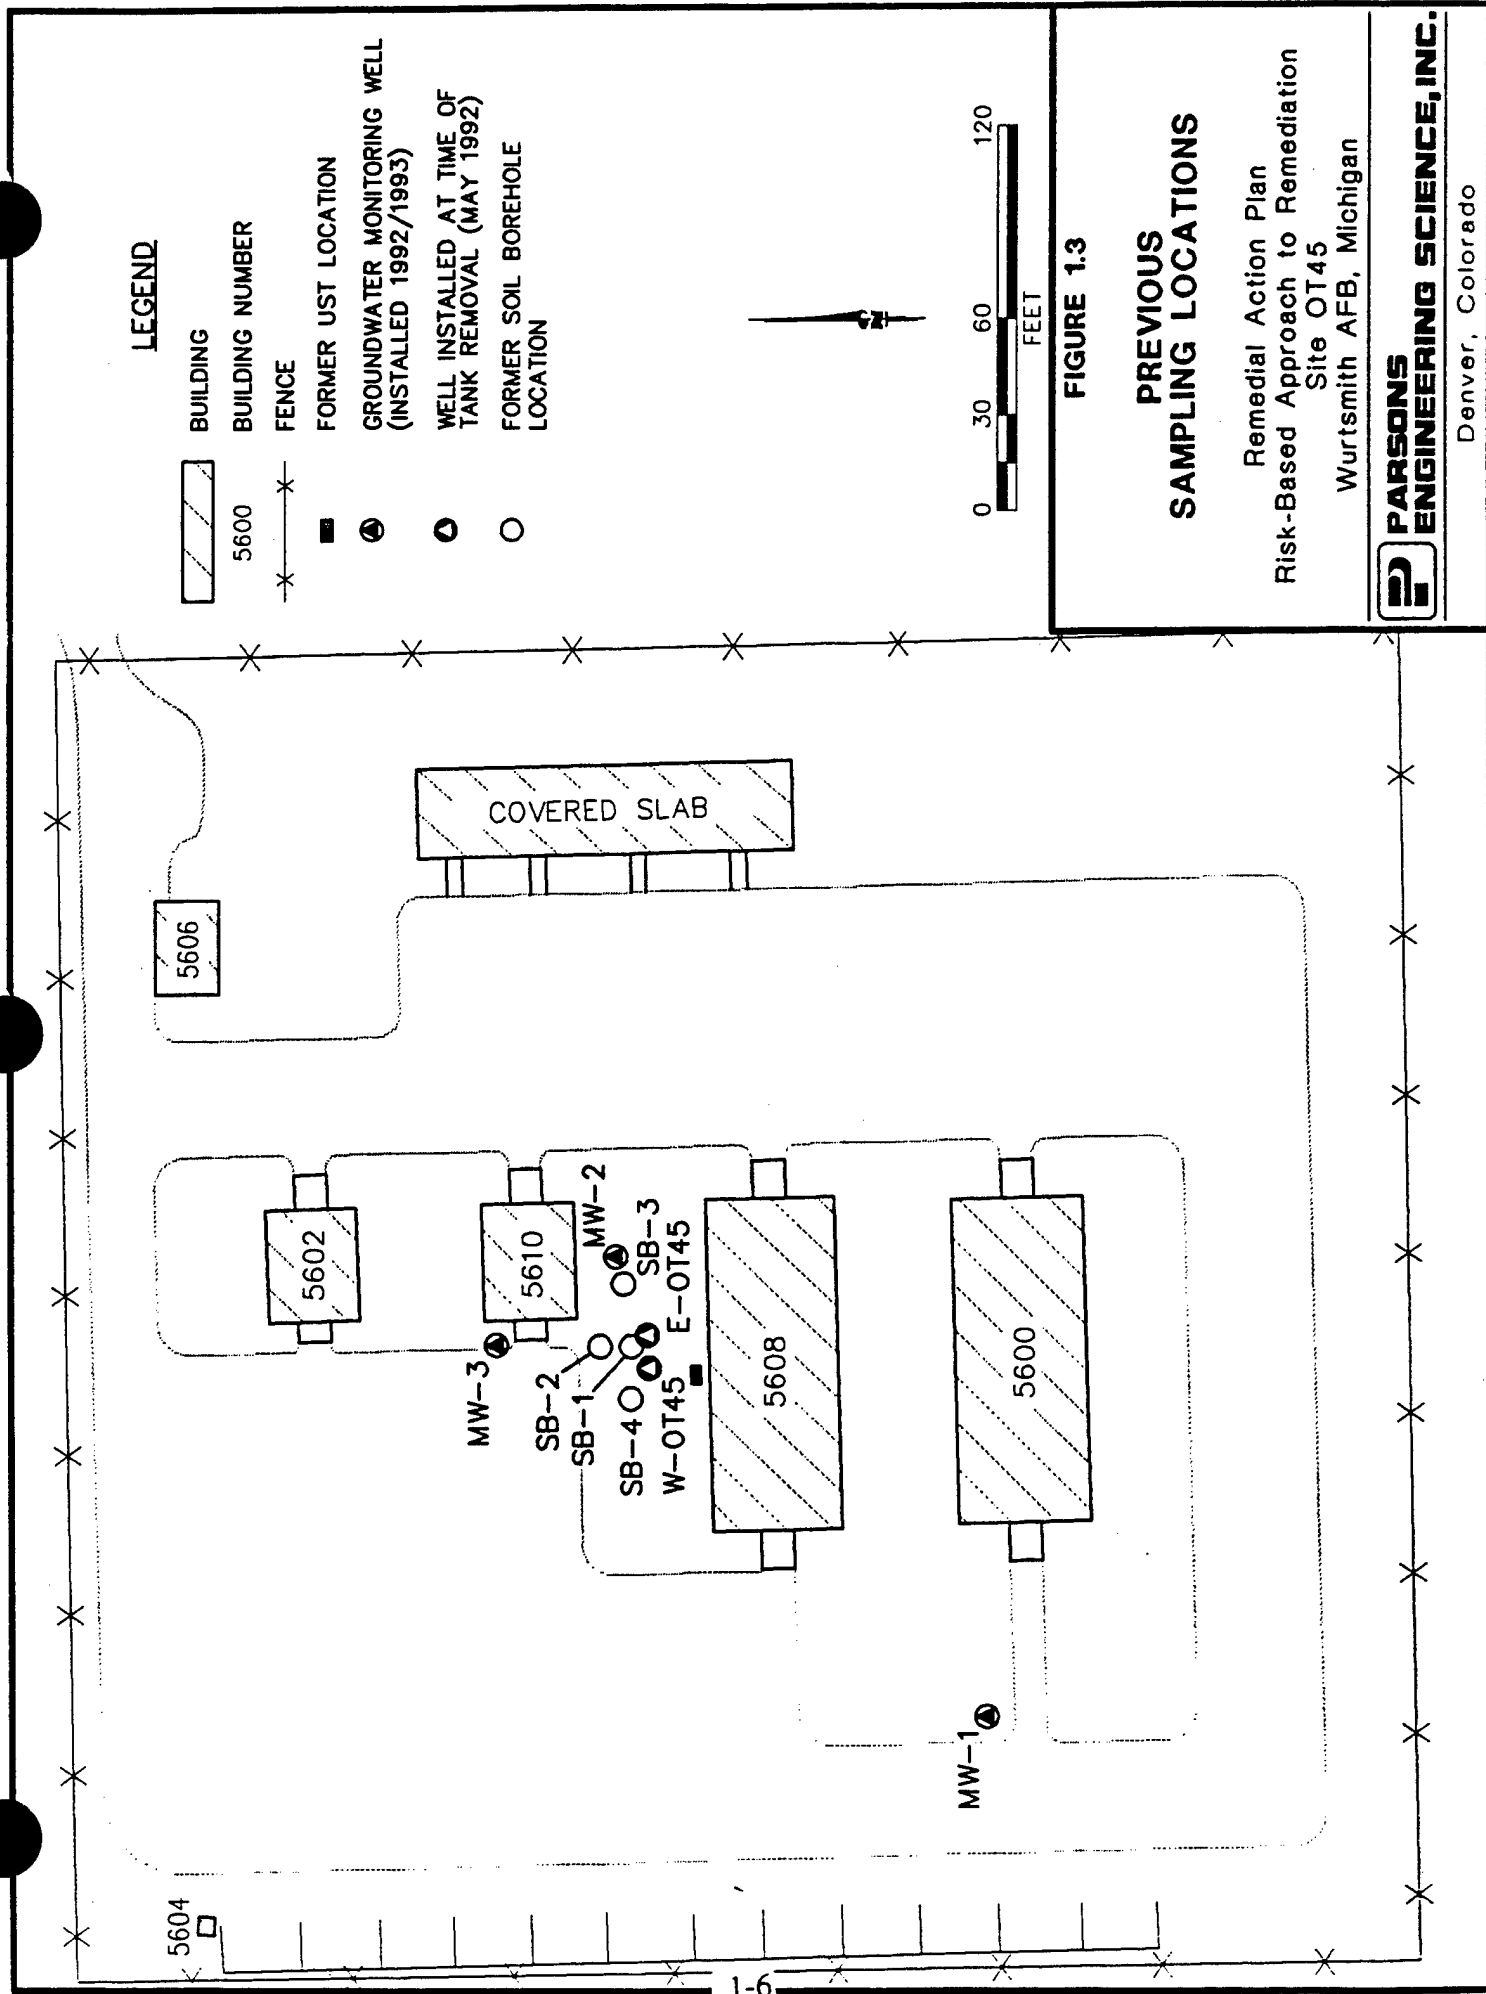 LEGEND
BUILDING
5600
BUILDING NUMBER
FENCE
FORMER UST LOCATION
GROUNDWATER MONITORING WELL
(INSTALLED 1992/1993)
WELL INSTALLED AT TIME OF
TANK REMOVAL (MAY 1992)
FORMER SOIL BOREHOLE
LOCATION
0 30 60 120
FEET
FIGURE 1.3
PREVIOUS
SAMPLING LOCATIONS
Remedial Action Plan
Risk-Based Approach to Remediation
Site OT45
Wurtsmith AFB, Michigan
PARSONS
ENGINEERING SCIENCE, INC.
Denver, Colorado
5604
5606
COVERED SLAB
5602
5610
MW-3
MW-2
SB-2
SB-1
SB-3
SB-4
W-OT45
E-OT45
5608
5600
MW-1
1-6